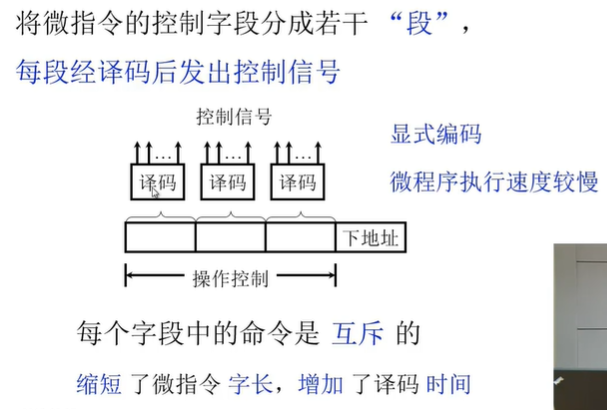 将微指令的控制字段分成若干 “段”，
每段经译码后发出控制信号
控制信号
显式编码
… … …
译码 译码 译码
微程序执行速度较慢
下地址
操作控制
每个字段中的命令是 互斥 的
缩短 了微指令 字长，增加 了译码 时间